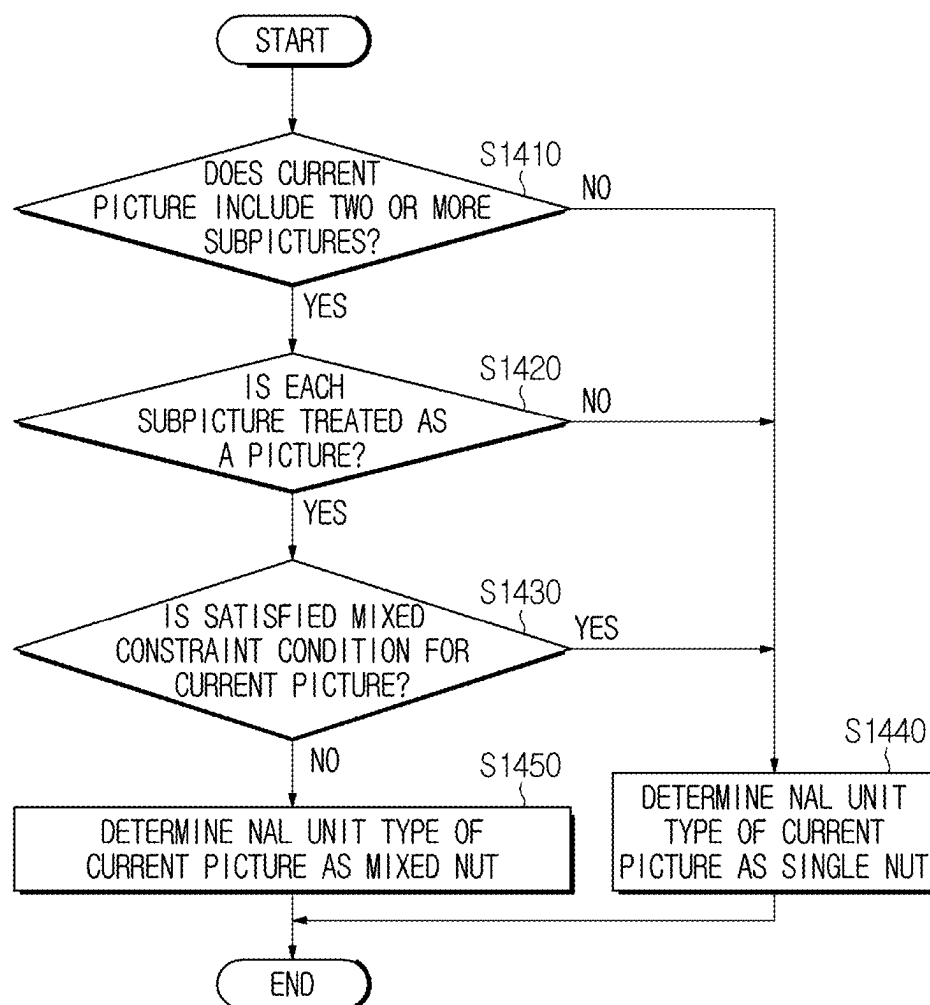 START
S1410
DOES CURRENT
PICTURE INCLUDE TWO OR MORE
SUBPICTURES?
NO
YES
S1420
IS EACH
SUBPICTURE TREATED AS
A PICTURE?
NO
YES
S1430
IS SATISFIED MIXED
CONSTRAINT CONDITION FOR
CURRENT PICTURE?
YES
NO
S1450
DETERMINE NAL UNIT TYPE OF
CURRENT PICTURE AS MIXED NUT
S1440
DETERMINE NAL UNIT
TYPE OF CURRENT
PICTURE AS SINGLE NUT
END